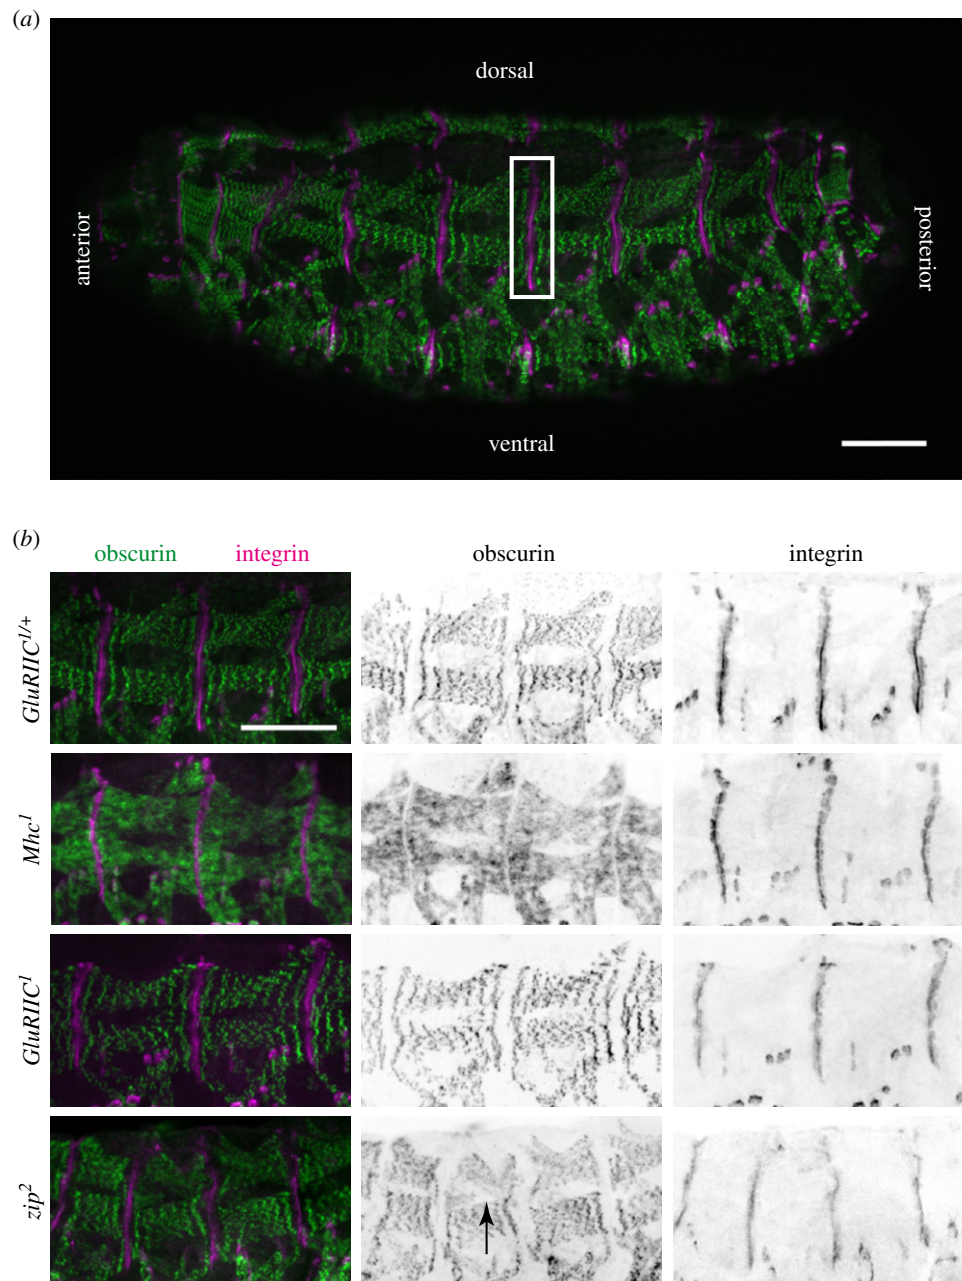 (a)
dorsal
anterior
posterior
ventral
(b)
obscurin integrin obscurin integrin
GluRIIC1/+
Mhc1
GluRIIC1
zip2